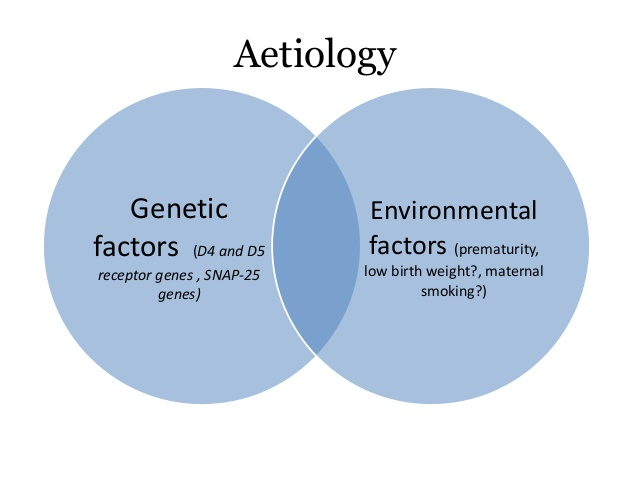 Aetiology
Genetic
factors (D4 and D5
receptor genes , SNAP-25
genes)
Environmental
factors (prematurity,
low birth weight?, maternal
smoking?)